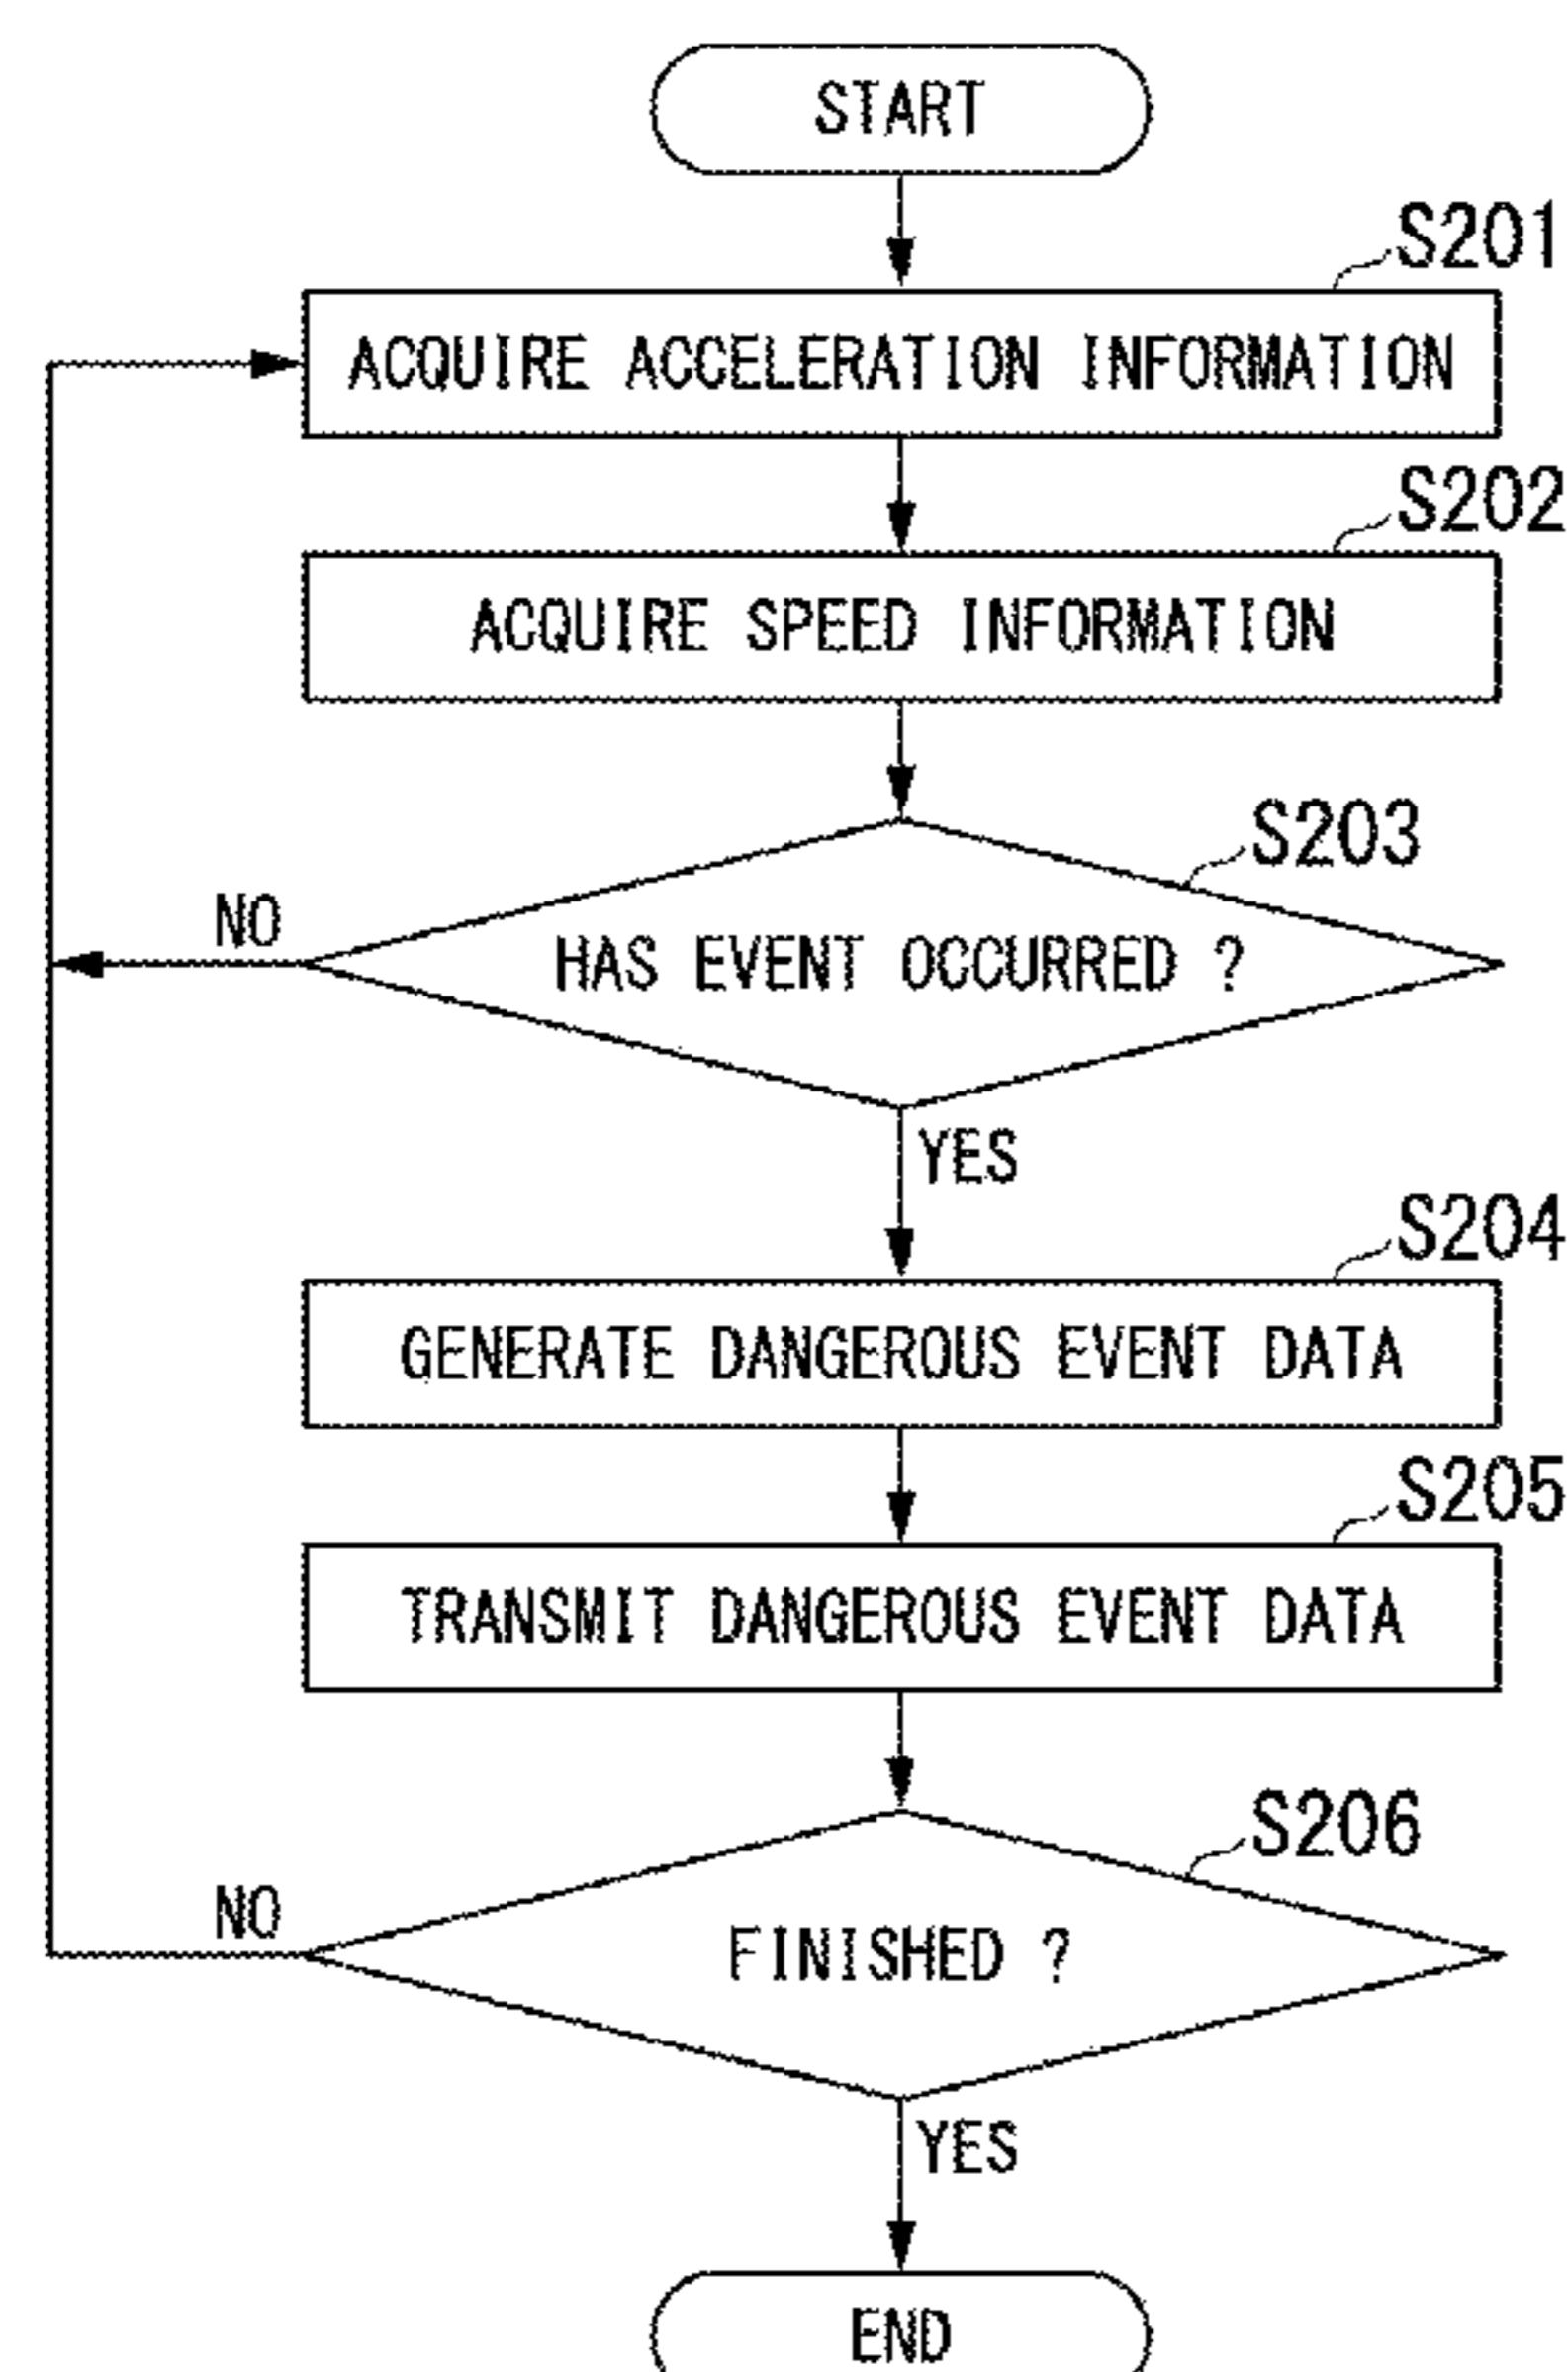 START
S201
ACQUIRE ACCELERATION INFORMATION
S202
ACQUIRE SPEED INFORMATION
S203
NO
HAS EVENT OCCURRED ?
YES
S204
GENERATE DANGEROUS EVENT DATA
S205
TRANSMIT DANGEROUS EVENT DATA
S206
NO
FINISHED ?
YES
END